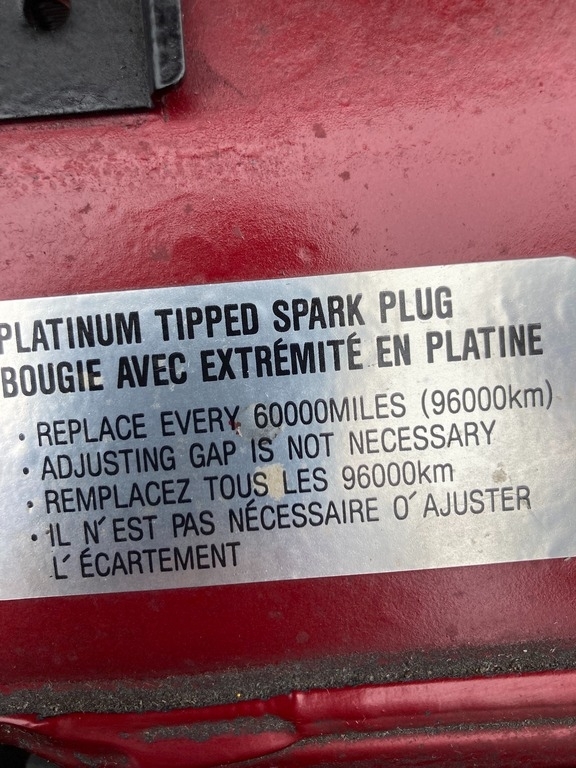 PLATINUM TIPPED SPARK PLUG
BOUGIE AVEC EXTRÉMITÉ EN PLATINE
• REPLACE EVERY 60000MILES (96000km)
• ADJUSTING GAP IS NOT NECESSARY
• REMPLACEZ TOUS LES 96000km
• IL N´EST PAS NÉCESSAIRE O´AJUSTER
L´ÉCARTEMENT